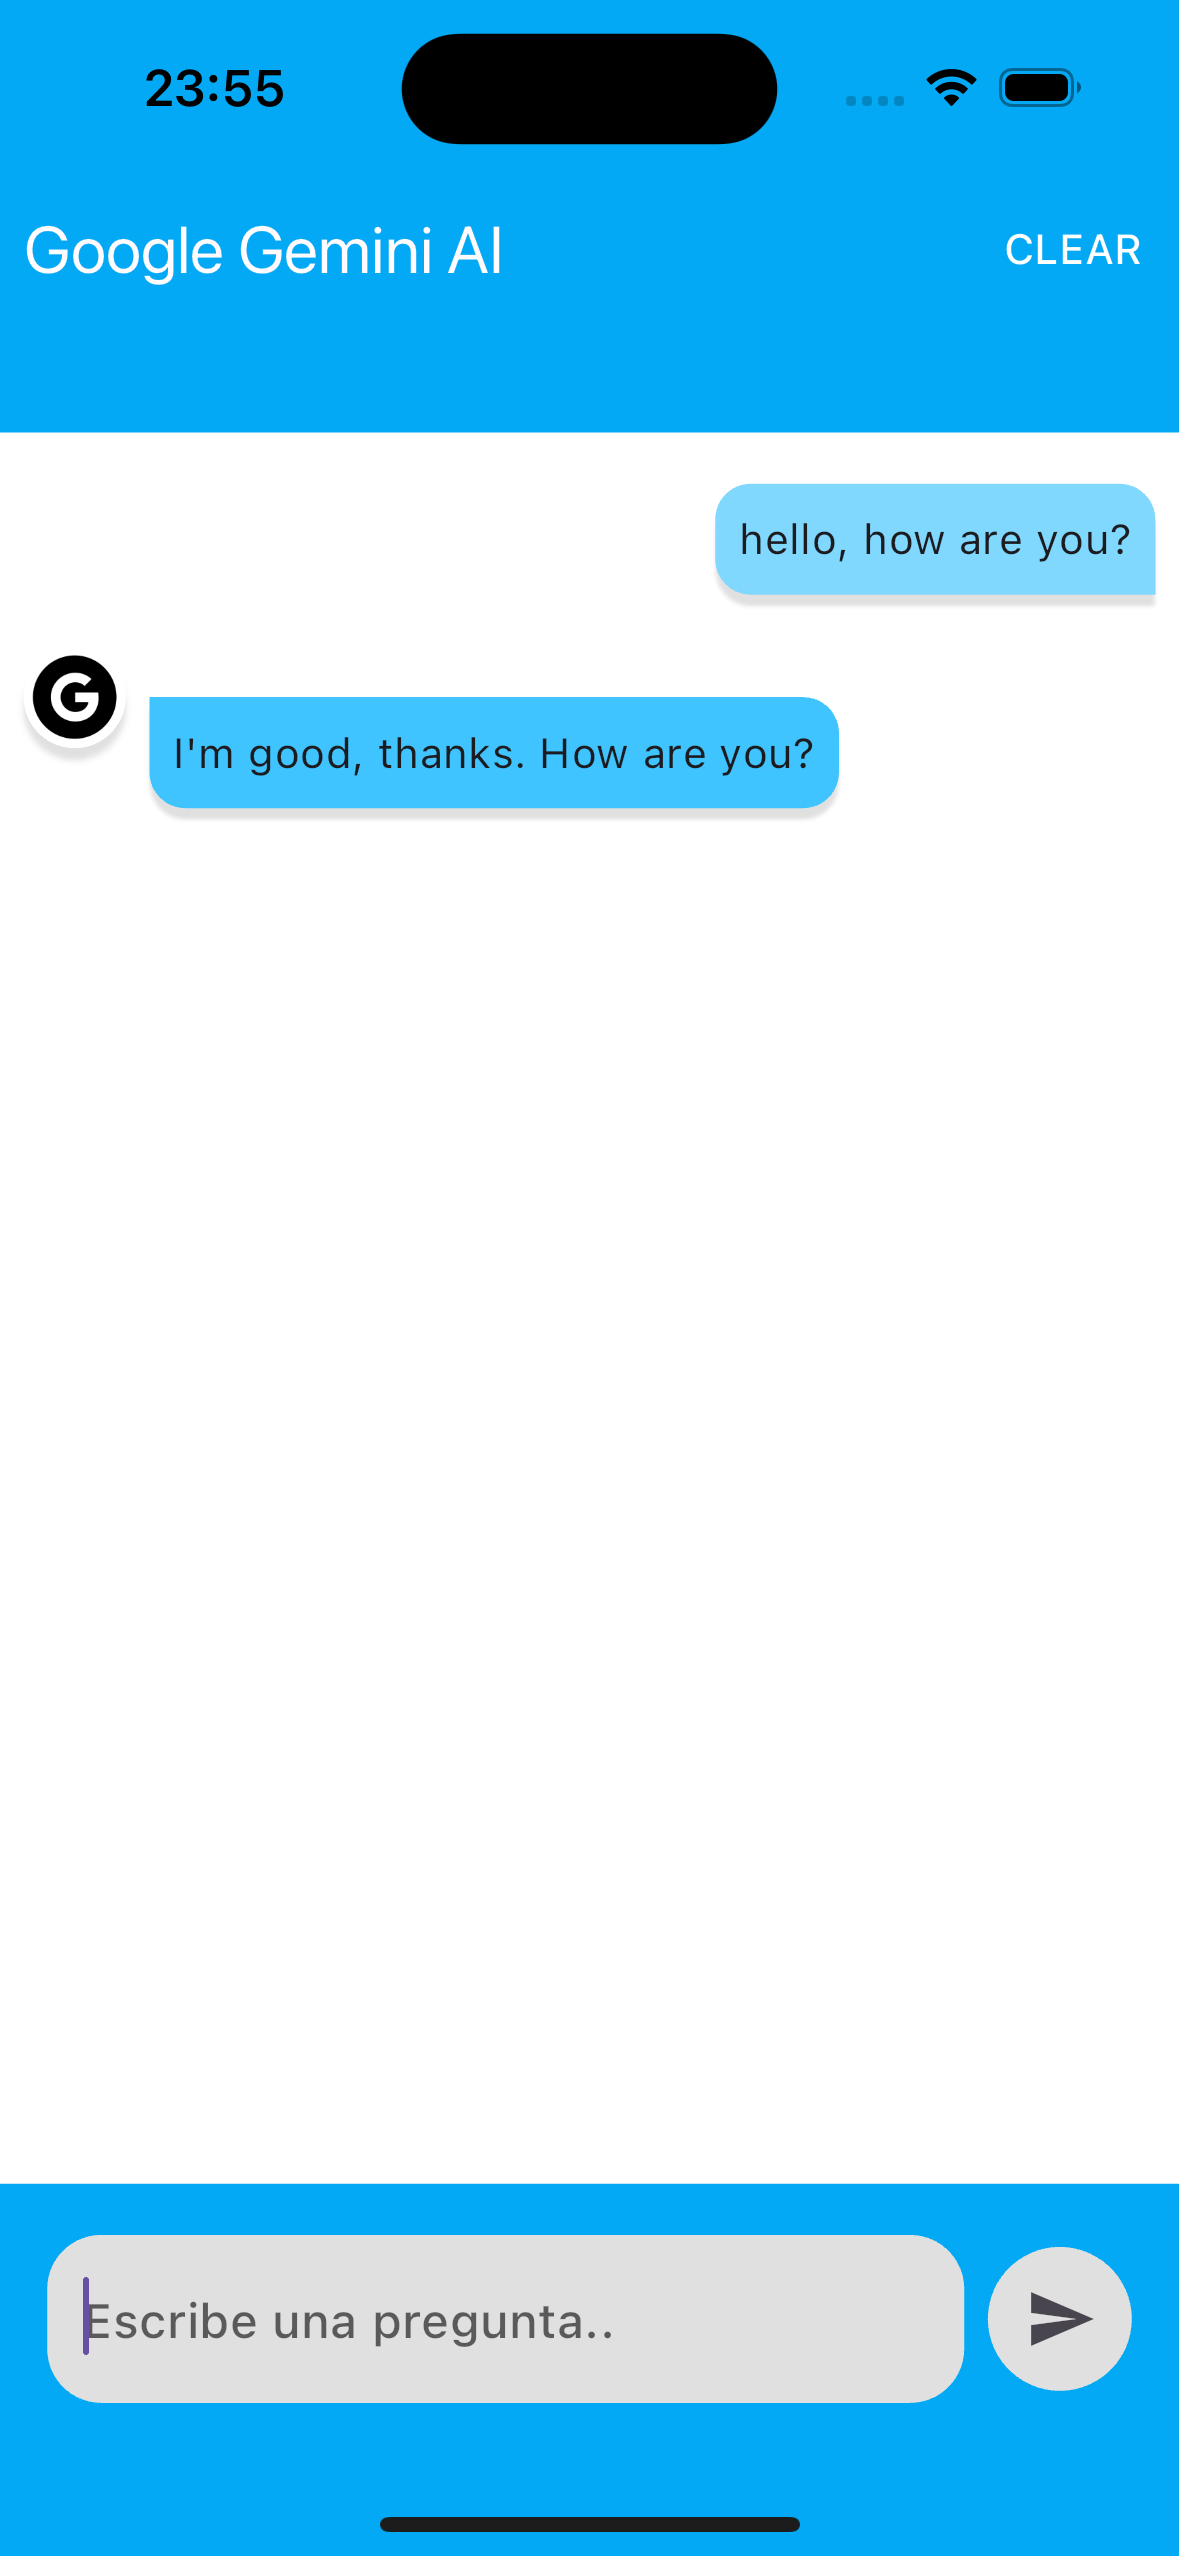 23:55
Google Gemini AI
CLEAR
hello, how are you?
G
I'm good, thanks. How are you?
Escribe una pregunta..